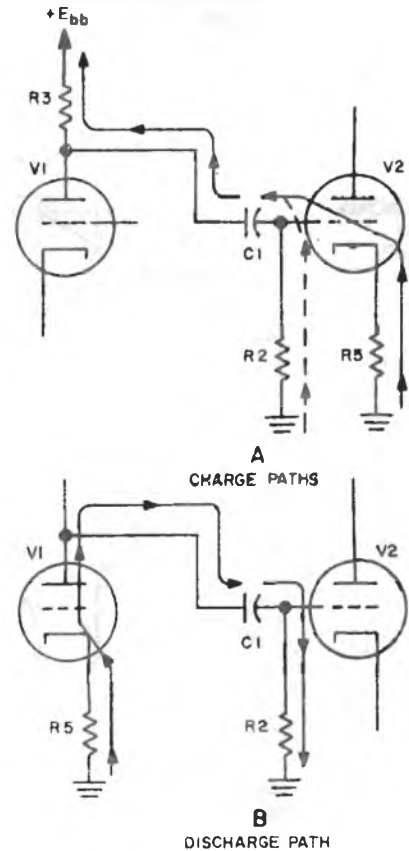 +Ebb
R3
V1
V2
C1
R2
R5
A
CHARGE PATHS
V1
V2
C1
R5
R2
B
DISCHARGE PATH